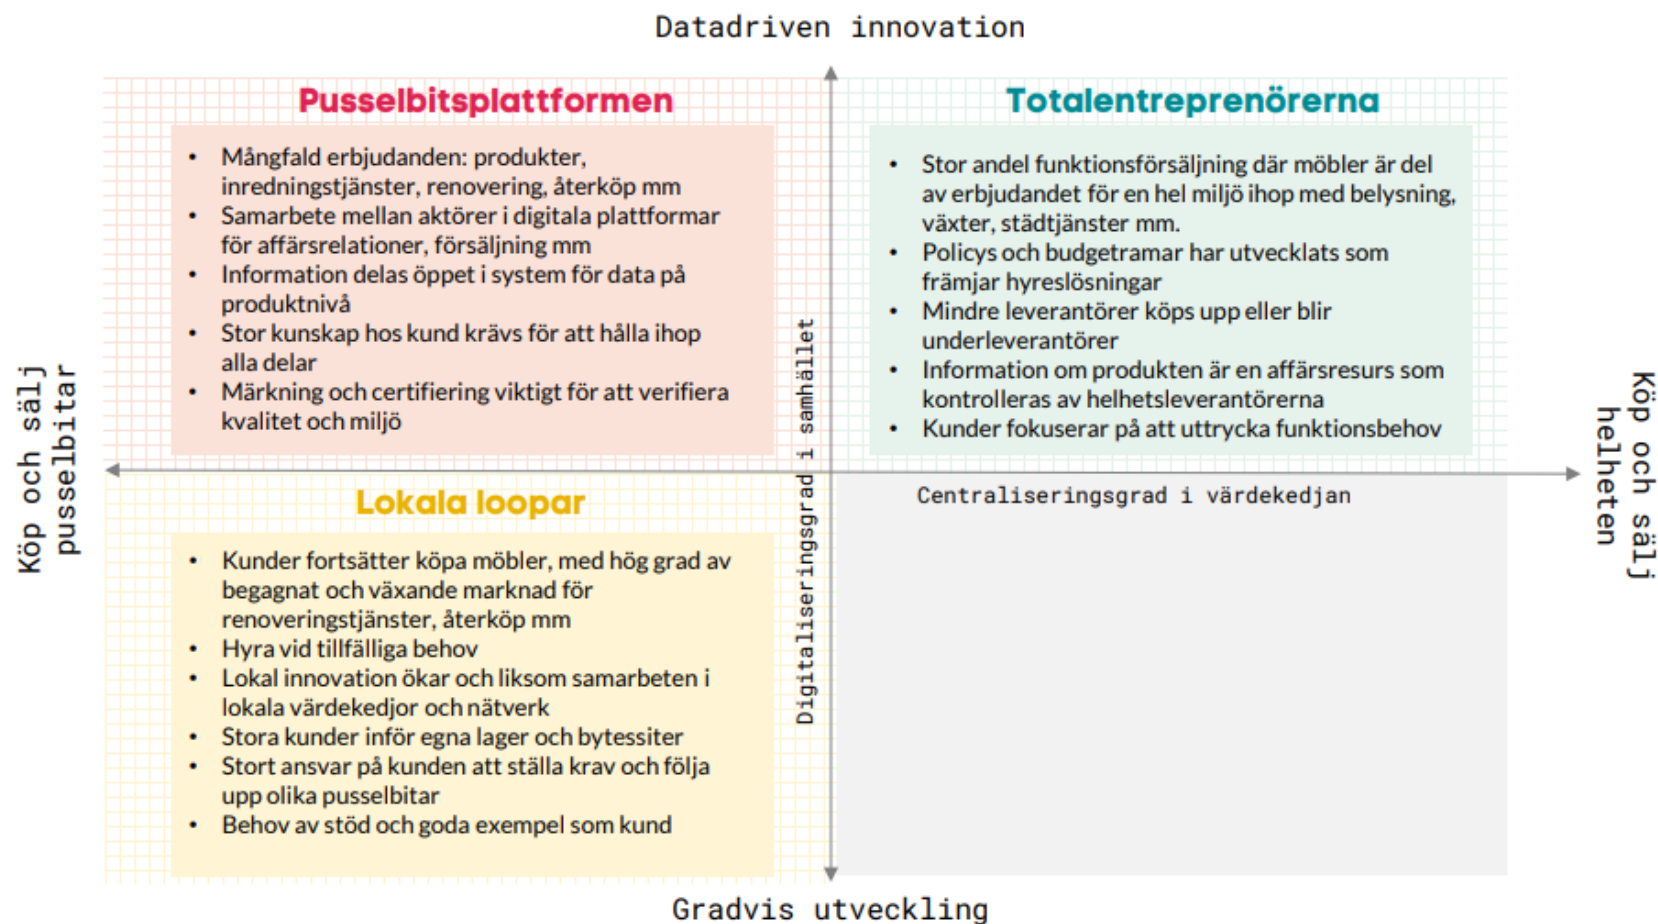 Datadriven innovation
Pusselbitsplattformen
• Mångfald erbjudanden: produkter,
inredningstjänster, renovering, återköp mm
• Samarbete mellan aktörer i digitala plattformar
för affärsrelationer, försäljning mm
• Information delas öppet i system för data på
produktnivå
• Stor kunskap hos kund krävs för att hålla ihop
alla delar
• Märkning och certifiering viktigt för att verifiera
kvalitet och miljö
Totalentreprenörerna
• Stor andel funktionsförsäljning där möbler är del
av erbjudandet för en hel miljö ihop med belysning,
växter, städtjänster mm.
• Policys och budgetramar har utvecklats som
främjar hyreslösningar
• Mindre leverantörer köps upp eller blir
underleverantörer
• Information om produkten är en affärsresurs som
kontrolleras av helhetsleverantörerna
• Kunder fokuserar på att uttrycka funktionsbehov
Köp och sälj
pusselbitar
Digitaliseringsgrad i samhället
Köp och sälj
helheten
Centraliseringsgrad i värdekedjan
Lokala loopar
• Kunder fortsätter köpa möbler, med hög grad av
begagnat och växande marknad för
renoveringstjänster, återköp mm
• Hyra vid tillfälliga behov
• Lokal innovation ökar och liksom samarbeten i
lokala värdekedjor och nätverk
• Stora kunder inför egna lager och bytessiter
• Stort ansvar på kunden att ställa krav och följa
upp olika pusselbitar
• Behov av stöd och goda exempel som kund
Gradvis utveckling